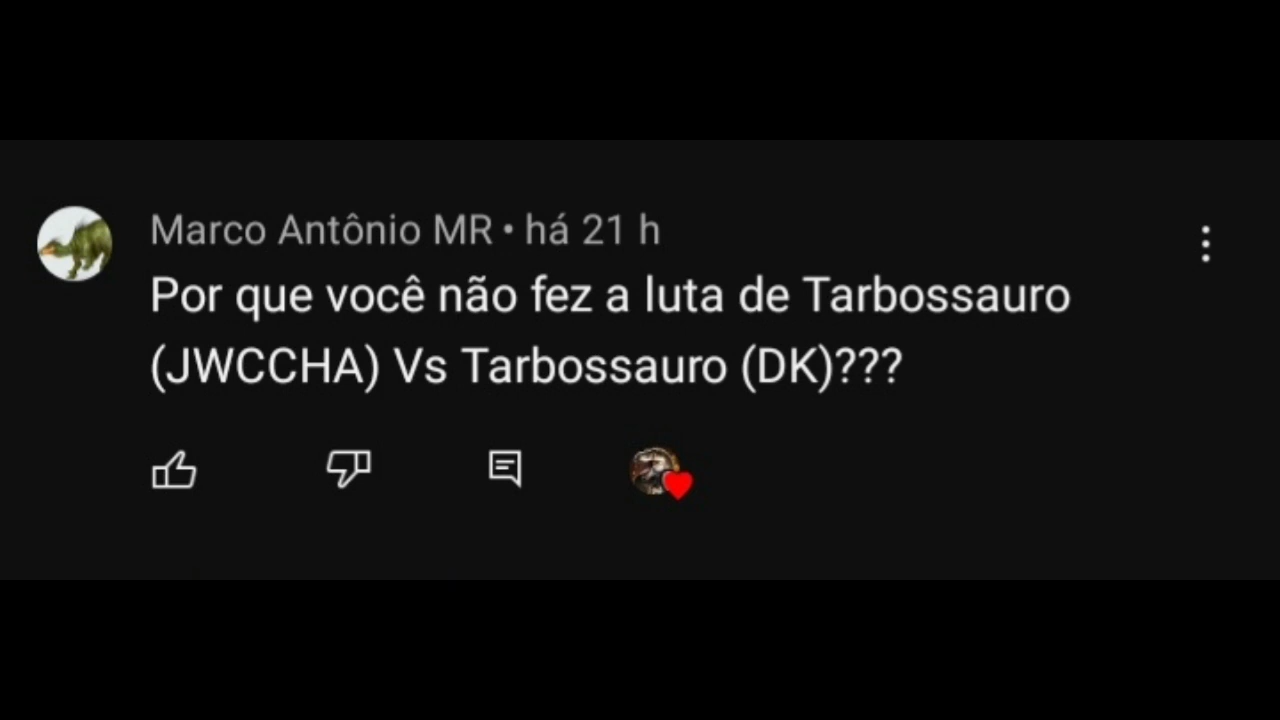 Marco Antônio MR • há 21 h
Por que você não fez a luta de Tarbossauro
(JWCCHA) Vs Tarbossauro (DK)???